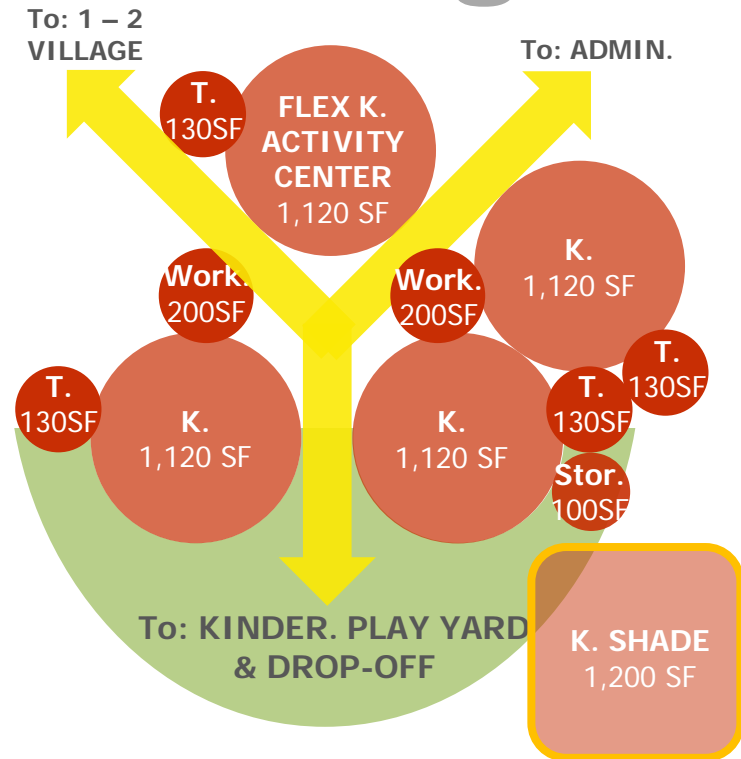 To: 1 – 2
VILLAGE
To: ADMIN.
T.
130SF
FLEX K.
ACTIVITY
CENTER
1,120 SF
K.
1,120 SF
Work.
200SF
Work.
200SF
T.
130SF
T.
130SF
K.
1,120 SF
K.
1,120 SF
T.
130SF
Stor.
100SF
To: KINDER. PLAY YARD
& DROP-OFF
K. SHADE
1,200 SF